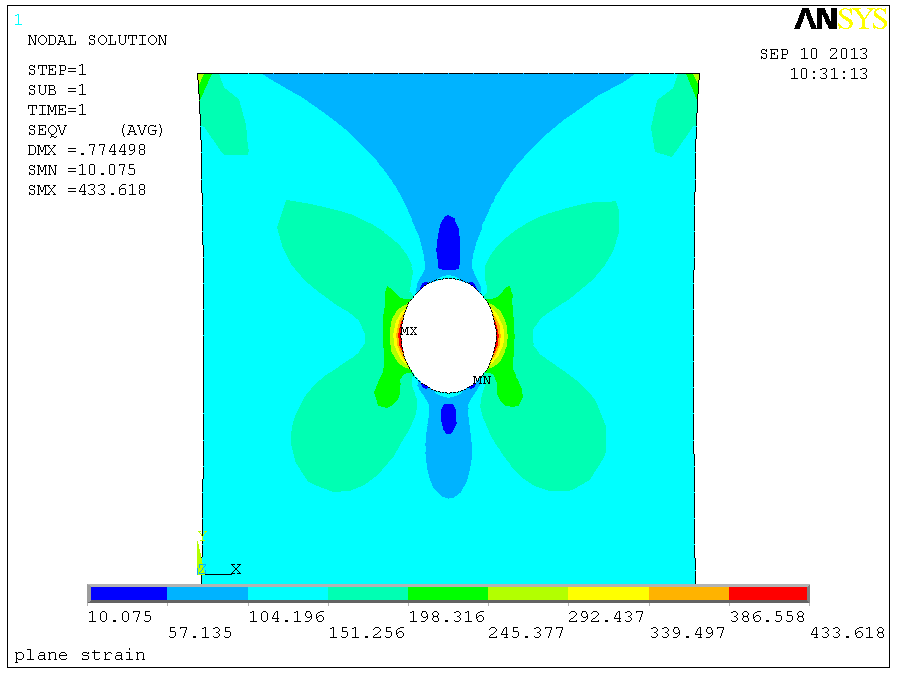 1
ANSYS
NODAL SOLUTION
SEP 10 2013
10:31:13
STEP=1
SUB =1
TIME=1
SEQV (AVG)
DMX =.774498
SMN =10.075
SMX =433.618
MX
MN
Y
Z X
10.075 104.196 198.316 292.437 386.558
57.135 151.256 245.377 339.497 433.618
plane strain